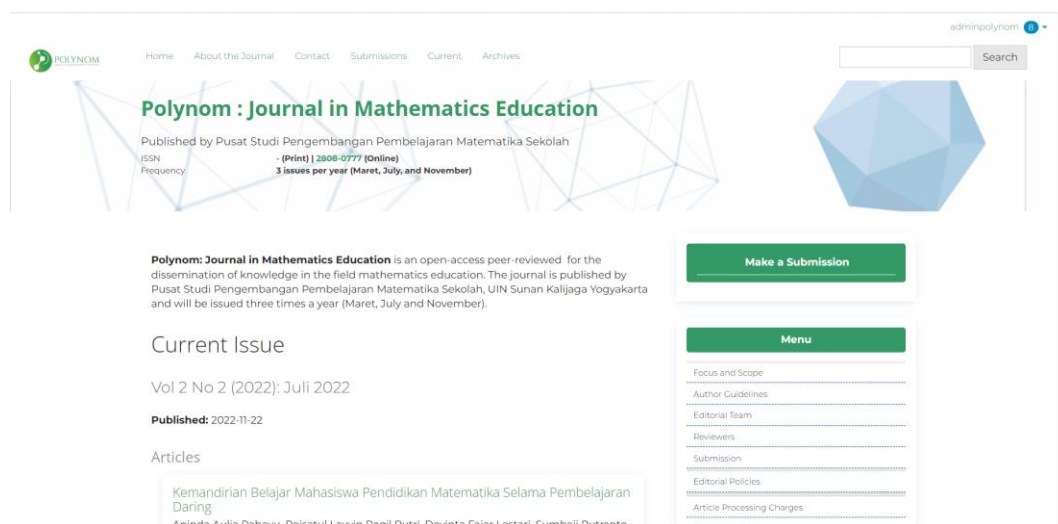 adminpolynom 8
POLYNOM
Home About the Journal Contact Submissions Current Archives
Search
Polynom : Journal in Mathematics Education
Published by Pusat Studi Pengembangan Pembelajaran Matematika Sekolah
ISSN - (Print) | 2808-0777 (Online)
Frequency 3 issues per year (Maret, July, and November)
Polynom: Journal in Mathematics Education is an open-access peer-reviewed for the
dissemination of knowledge in the field mathematics education. The journal is published by
Pusat Studi Pengembangan Pembelajaran Matematika Sekolah, UIN Sunan Kalijaga Yogyakarta
and will be issued three times a year (Maret, July and November).
Current Issue
Vol 2 No 2 (2022): Juli 2022
Published: 2022-11-22
Articles
Kemandirian Belajar Mahasiswa Pendidikan Matematika Selama Pembelajaran
Daring
Make a Submission
Menu
Focus and Scope
Author Guidelines
Editorial Team
Reviewers
Submission
Editorial Policies
Article Processing Charges